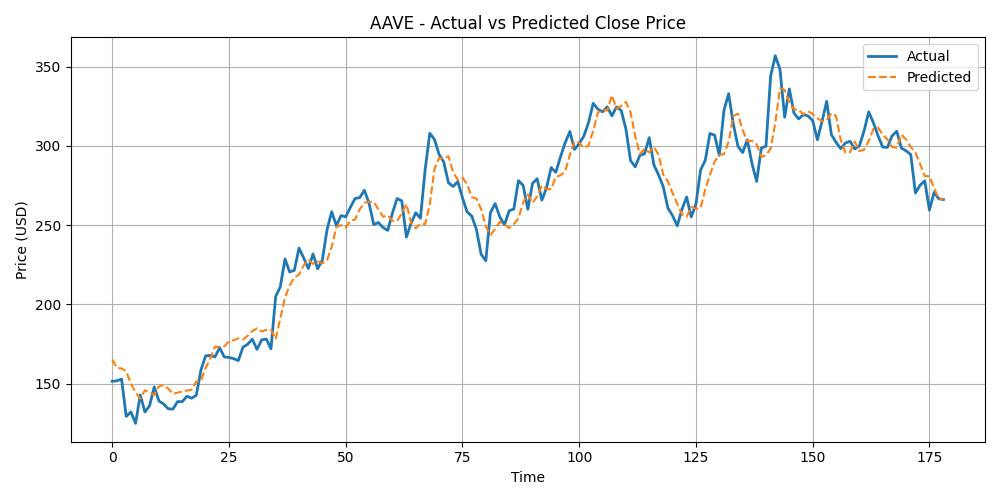 AAVE - Actual vs Predicted Close Price
Actual
Predicted
Price (USD)
350
300
250
200
150
0 25 50 75 100 125 150 175
Time